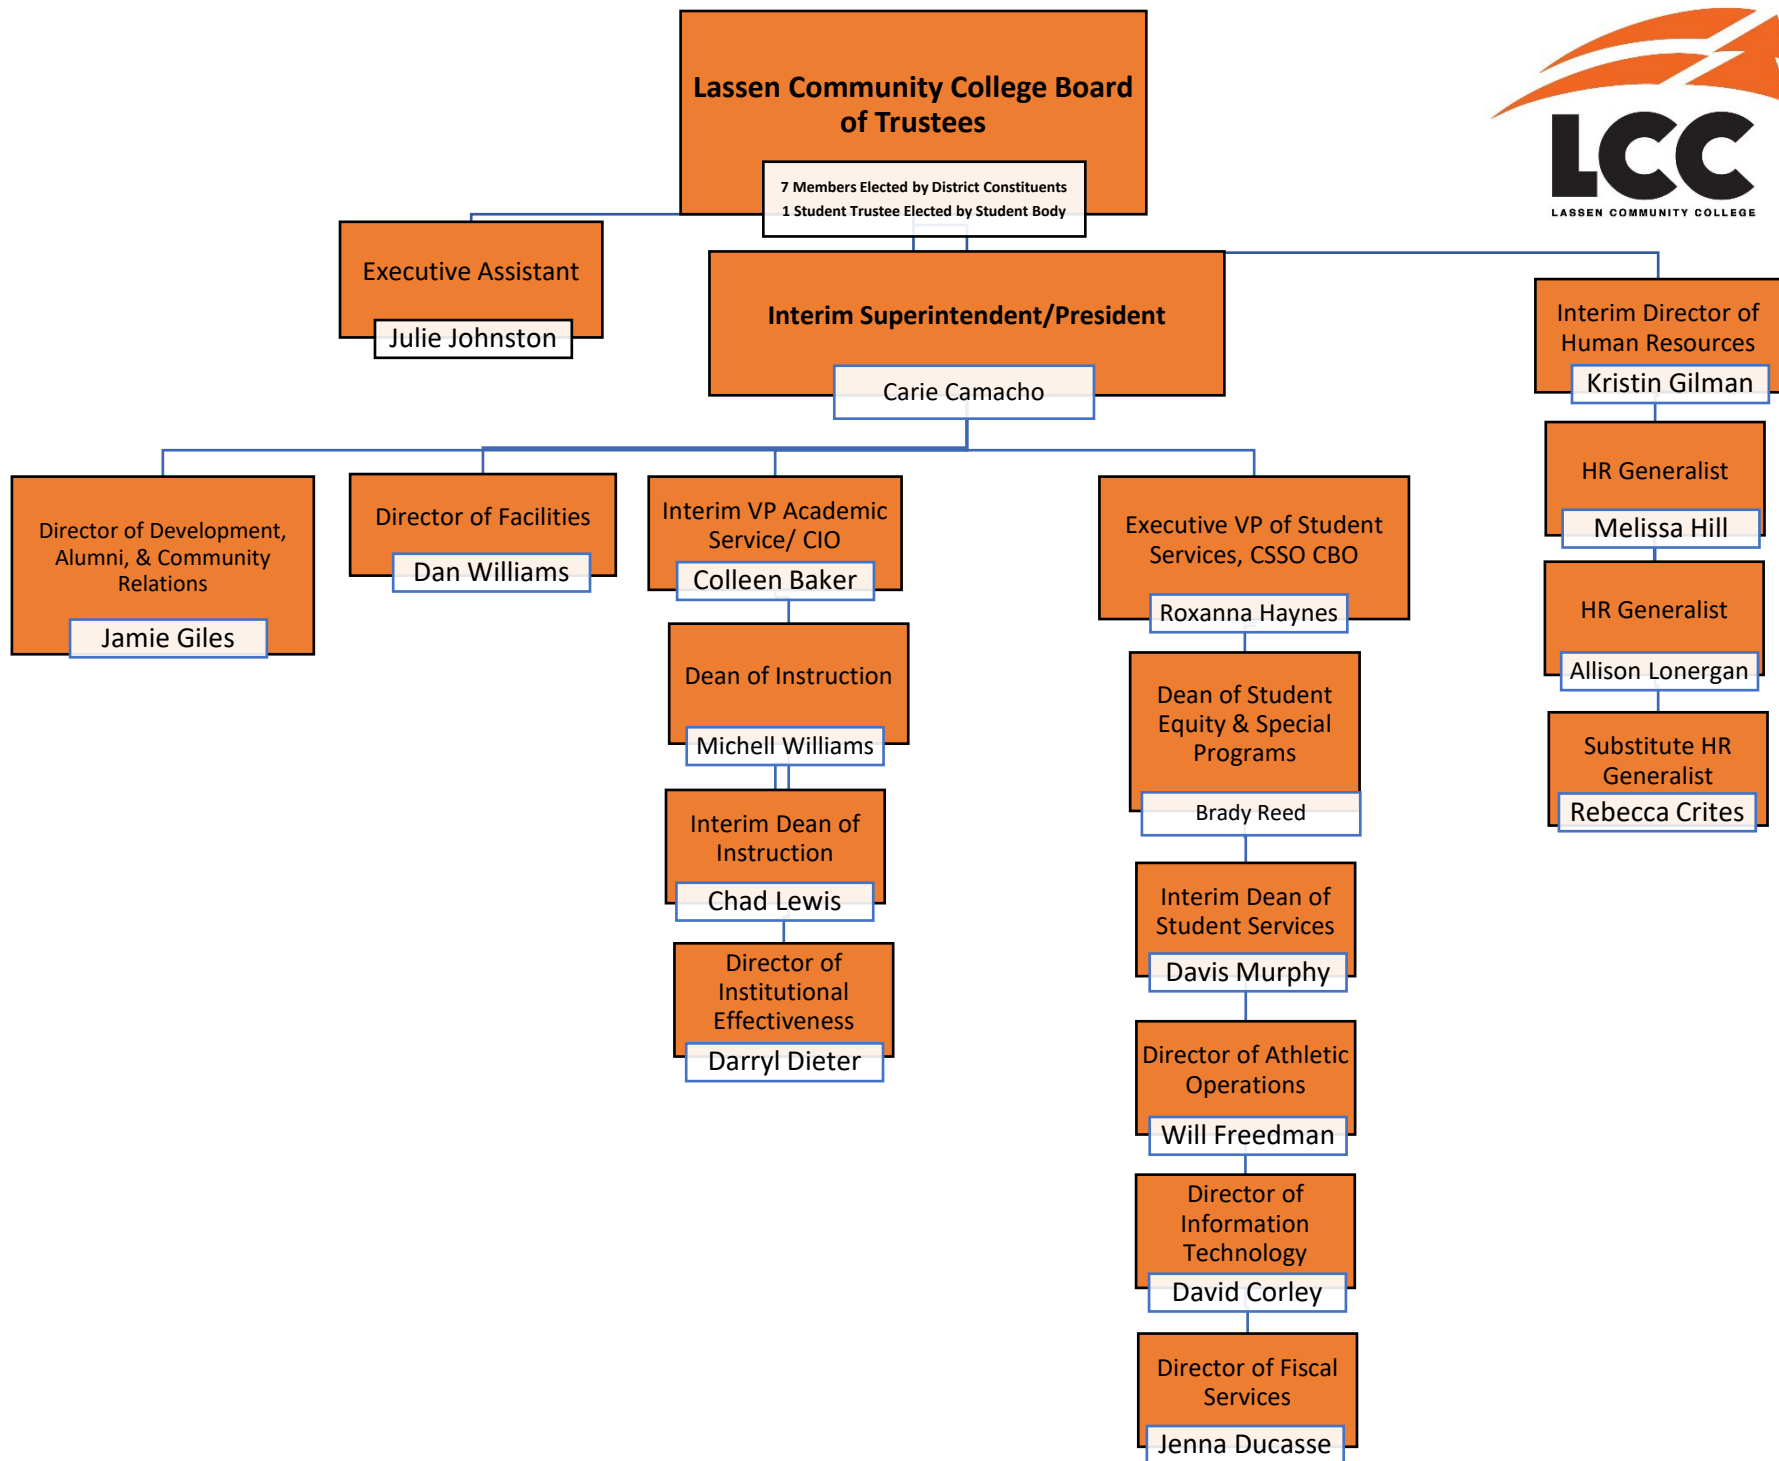 Lassen Community College Board
of Trustees
7 Members Elected by District Constituents
1 Student Trustee Elected by Student Body
LCC
LASSEN COMMUNITY COLLEGE
Executive Assistant
Julie Johnston
Interim Superintendent/President
Carie Camacho
Interim Director of
Human Resources
Kristin Gilman
HR Generalist
Melissa Hill
HR Generalist
Allison Lonergan
Substitute HR
Generalist
Rebecca Crites
Director of Development,
Alumni, & Community
Relations
Jamie Giles
Director of Facilities
Dan Williams
Interim VP Academic
Service/ CIO
Colleen Baker
Dean of Instruction
Michell Williams
Interim Dean of
Instruction
Chad Lewis
Director of
Institutional
Effectiveness
Darryl Dieter
Executive VP of Student
Services, CSSO CBO
Roxanna Haynes
Dean of Student
Equity & Special
Programs
Brady Reed
Interim Dean of
Student Services
Davis Murphy
Director of Athletic
Operations
Will Freedman
Director of
Information
Technology
David Corley
Director of Fiscal
Services
Jenna Ducasse